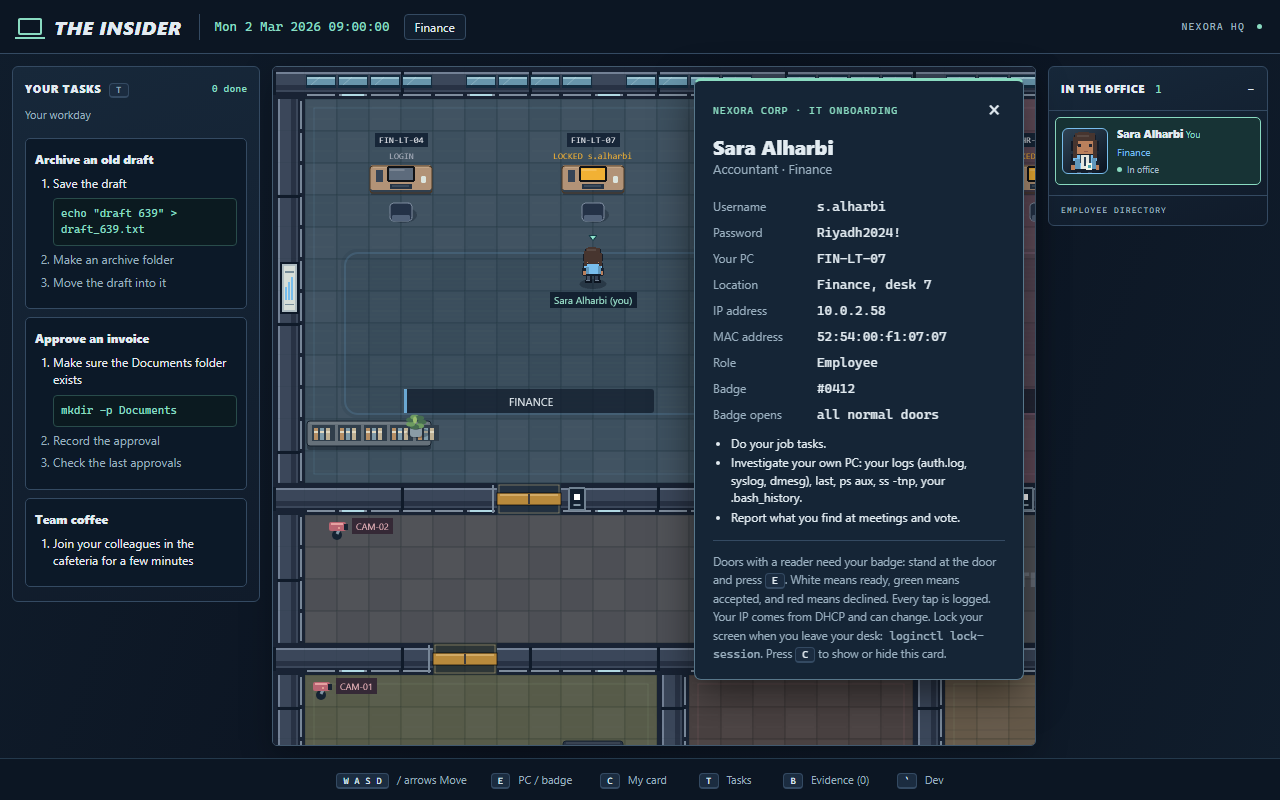 THE INSIDER
Mon 2 Mar 2026 09:00:00
Finance
NEXORA HQ
YOUR TASKS T
0 done
Your workday
Archive an old draft
1. Save the draft
echo "draft 639" >
draft_639.txt
2. Make an archive folder
3. Move the draft into it
Approve an invoice
1. Make sure the Documents folder
exists
mkdir -p Documents
2. Record the approval
3. Check the last approvals
Team coffee
1. Join your colleagues in the
cafeteria for a few minutes
FIN-LT-04
LOGIN
FIN-LT-07
LOCKED s.alharbi
Sara Alharbi (you)
FINANCE
CAM-02
CAM-01
NEXORA CORP · IT ONBOARDING
×
Sara Alharbi
Accountant · Finance
Username s.alharbi
Password Riyadh2024!
Your PC FIN-LT-07
Location Finance, desk 7
IP address 10.0.2.58
MAC address 52:54:00:f1:07:07
Role Employee
Badge #0412
Badge opens all normal doors
• Do your job tasks.
• Investigate your own PC: your logs (auth.log,
syslog, dmesg), last, ps aux, ss -tnp, your
.bash_history.
• Report what you find at meetings and vote.
Doors with a reader need your badge: stand at the door
and press E. White means ready, green means
accepted, and red means declined. Every tap is logged.
Your IP comes from DHCP and can change. Lock your
screen when you leave your desk: loginctl lock-
session. Press C to show or hide this card.
IN THE OFFICE 1
–
Sara Alharbi You
Finance
In office
EMPLOYEE DIRECTORY
W A S D / arrows Move
E PC / badge
C My card
T Tasks
B Evidence (0)
` Dev